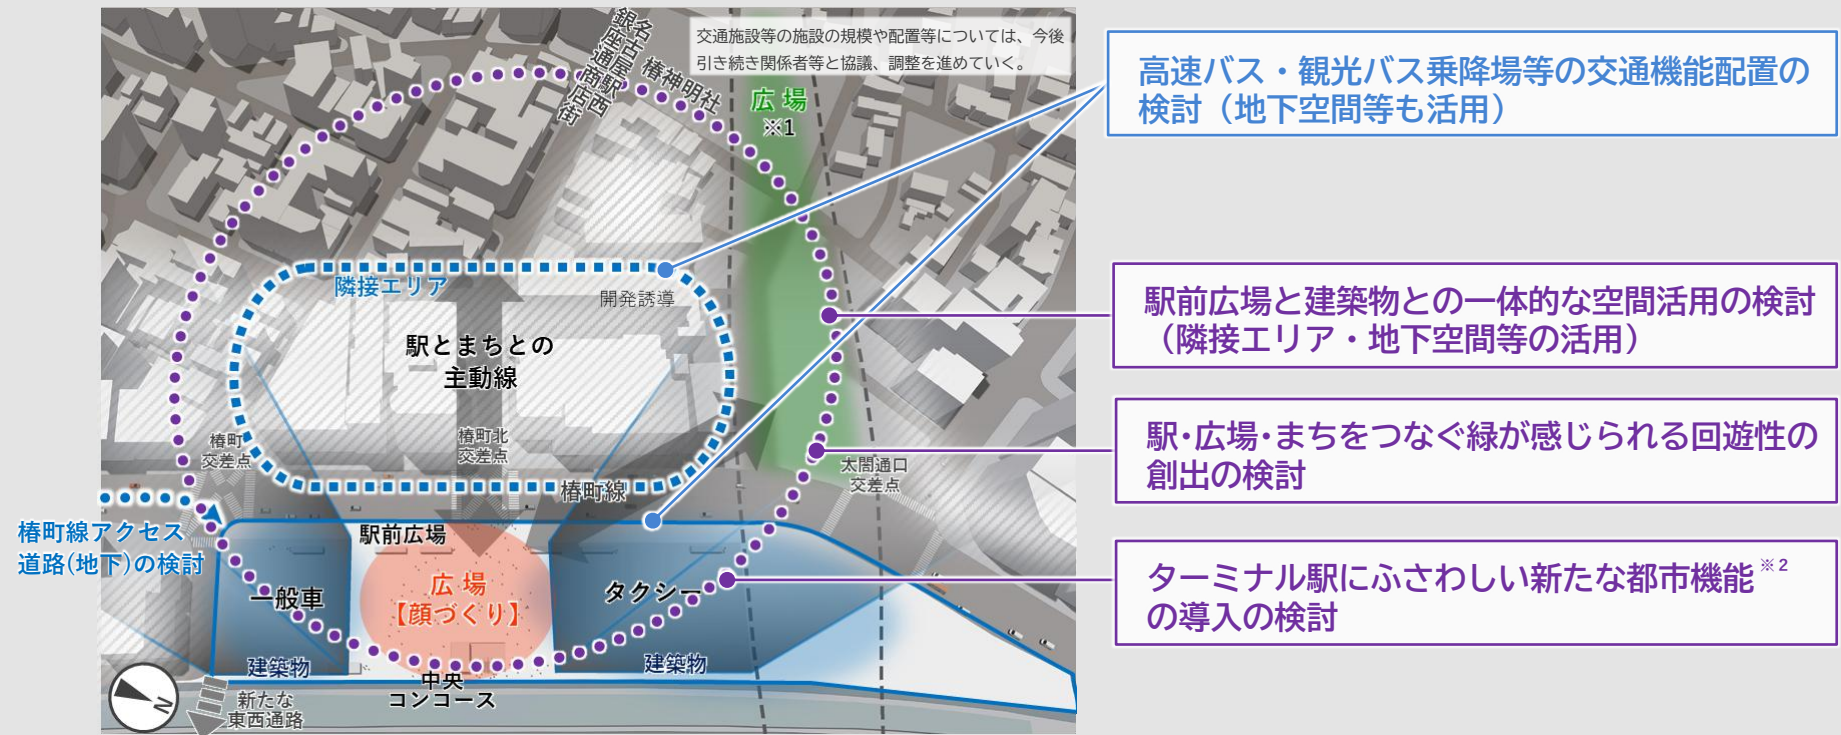 交通施設等の施設の規模や配置等については、今後
引き続き関係者等と協議、調整を進めていく。
名古屋駅西
銀座通商店街
椿神明社
広場
※1
隣接エリア
開発誘導
駅とまちとの
主動線
椿町
交差点
椿町北
交差点
太閤通口
交差点
椿町線
椿町線アクセス
道路(地下)の検討
駅前広場
一般車
広場
【顔づくり】
タクシー
建築物
建築物
中央
コンコース
新たな
東西通路
N
高速バス・観光バス乗降場等の交通機能配置の
検討（地下空間等も活用）
駅前広場と建築物との一体的な空間活用の検討
（隣接エリア・地下空間等の活用）
駅・広場・まちをつなぐ緑が感じられる回遊性の
創出の検討
ターミナル駅にふさわしい新たな都市機能※2
の導入の検討